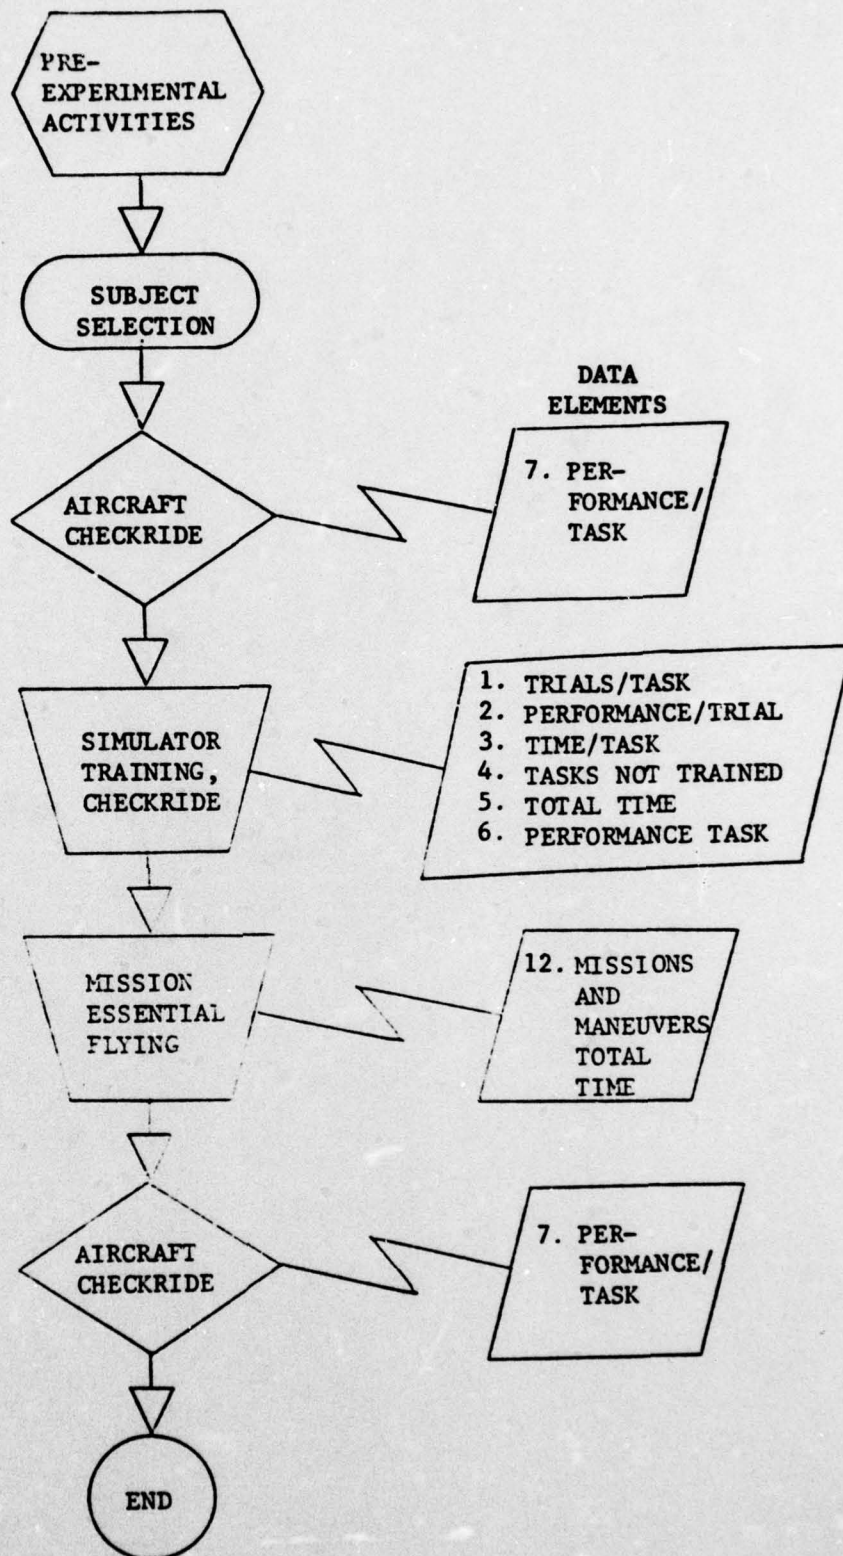 PRE-
EXPERIMENTAL
ACTIVITIES
SUBJECT
SELECTION
DATA
ELEMENTS
AIRCRAFT
CHECKRIDE
7. PER-
FORMANCE/
TASK
SIMULATOR
TRAINING,
CHECKRIDE
1. TRIALS/TASK
2. PERFORMANCE/TRIAL
3. TIME/TASK
4. TASKS NOT TRAINED
5. TOTAL TIME
6. PERFORMANCE TASK
MISSION
ESSENTIAL
FLYING
12. MISSIONS
AND
MANEUVERS
TOTAL
TIME
AIRCRAFT
CHECKRIDE
7. PER-
FORMANCE/
TASK
END